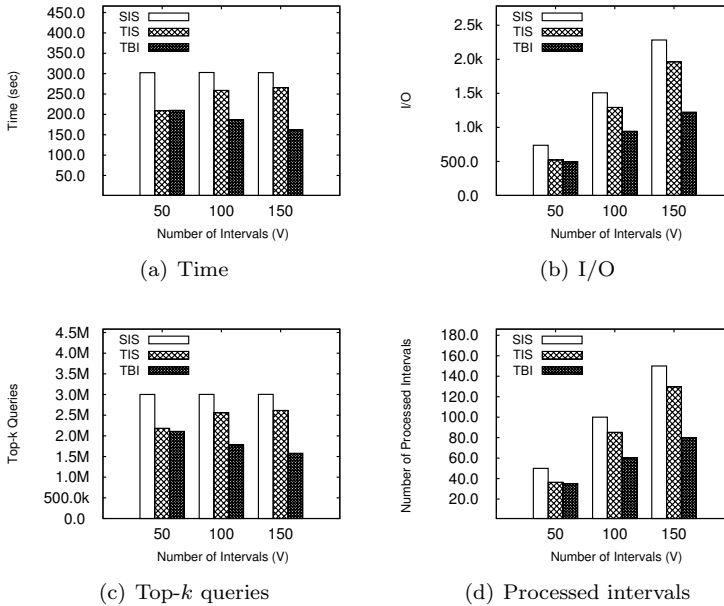 450.0
400.0
350.0
300.0
250.0
200.0
150.0
100.0
50.0
Time (sec)
SIS
TIS
TBI
50 100 150
Number of Intervals (V)
(a) Time
2.5k
2.0k
1.5k
1.0k
500.0
0.0
I/O
SIS
TIS
TBI
50 100 150
Number of Intervals (V)
(b) I/O
4.5M
4.0M
3.5M
3.0M
2.5M
2.0M
1.5M
1.0M
500.0k
0.0
Top-k Queries
SIS
TIS
TBI
50 100 150
Number of Intervals (V)
(c) Top-k queries
180.0
160.0
140.0
120.0
100.0
80.0
60.0
40.0
20.0
Number of Processed Intervals
SIS
TIS
TBI
50 100 150
Number of Intervals (V)
(d) Processed intervals